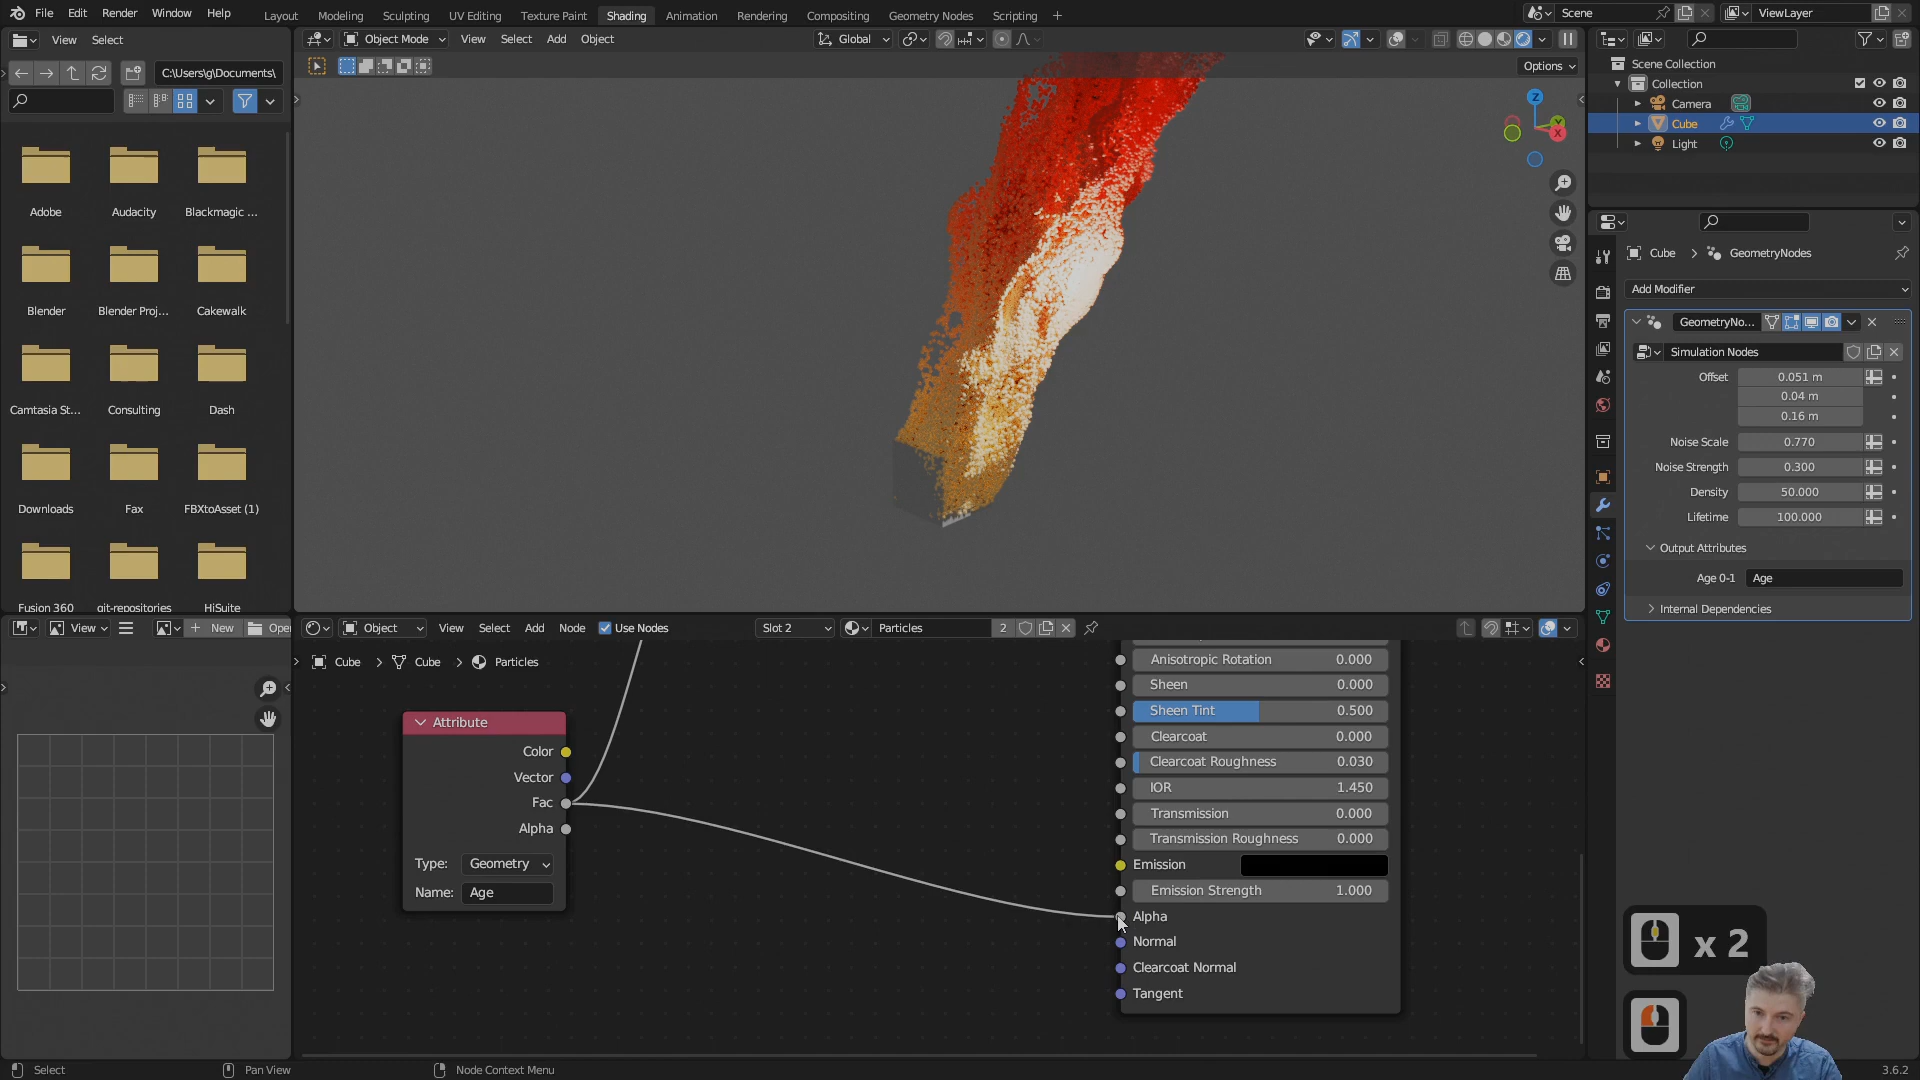 File Edit Render Window Help
Layout Modeling Sculpting UV Editing Texture Paint Shading Animation Rendering Compositing Geometry Nodes Scripting +
Scene
ViewLayer
View Select
Object Mode View Select Add Object
Global
C:\Users\g\Documents\
Options
Scene Collection
Collection
Camera
Cube
Light
Z
Y
X
Adobe Audacity Blackmagic ...
Blender Blender Proj... Cakewalk
Camtasia St... Consulting Dash
Downloads Fax FBXtoAsset (1)
Fusion 360 git-repositories HiSuite
Cube > GeometryNodes
Add Modifier
GeometryNo...
Simulation Nodes
Offset 0.051 m
0.04 m
0.16 m
Noise Scale 0.770
Noise Strength 0.300
Density 50.000
Lifetime 100.000
Output Attributes
Age 0-1 Age
Internal Dependencies
View + New Open
Object View Select Add Node Use Nodes Slot 2 Particles 2
Cube > Cube > Particles
Attribute
Color
Vector
Fac
Alpha
Type: Geometry
Name: Age
Anisotropic Rotation 0.000
Sheen 0.000
Sheen Tint 0.500
Clearcoat 0.000
Clearcoat Roughness 0.030
IOR 1.450
Transmission 0.000
Transmission Roughness 0.000
Emission
Emission Strength 1.000
Alpha
Normal
Clearcoat Normal
Tangent
x 2
Select Pan View Node Context Menu 3.6.2